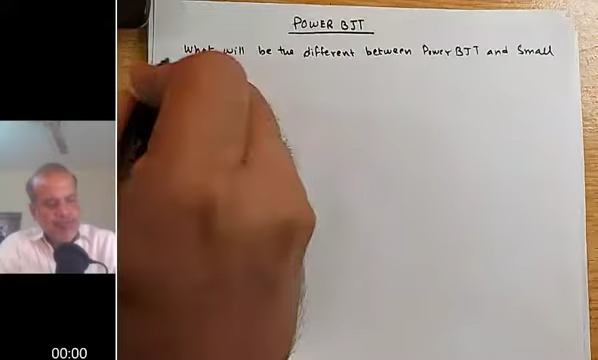 POWER BJT
What will be the different between Power BJT and Small
00:00